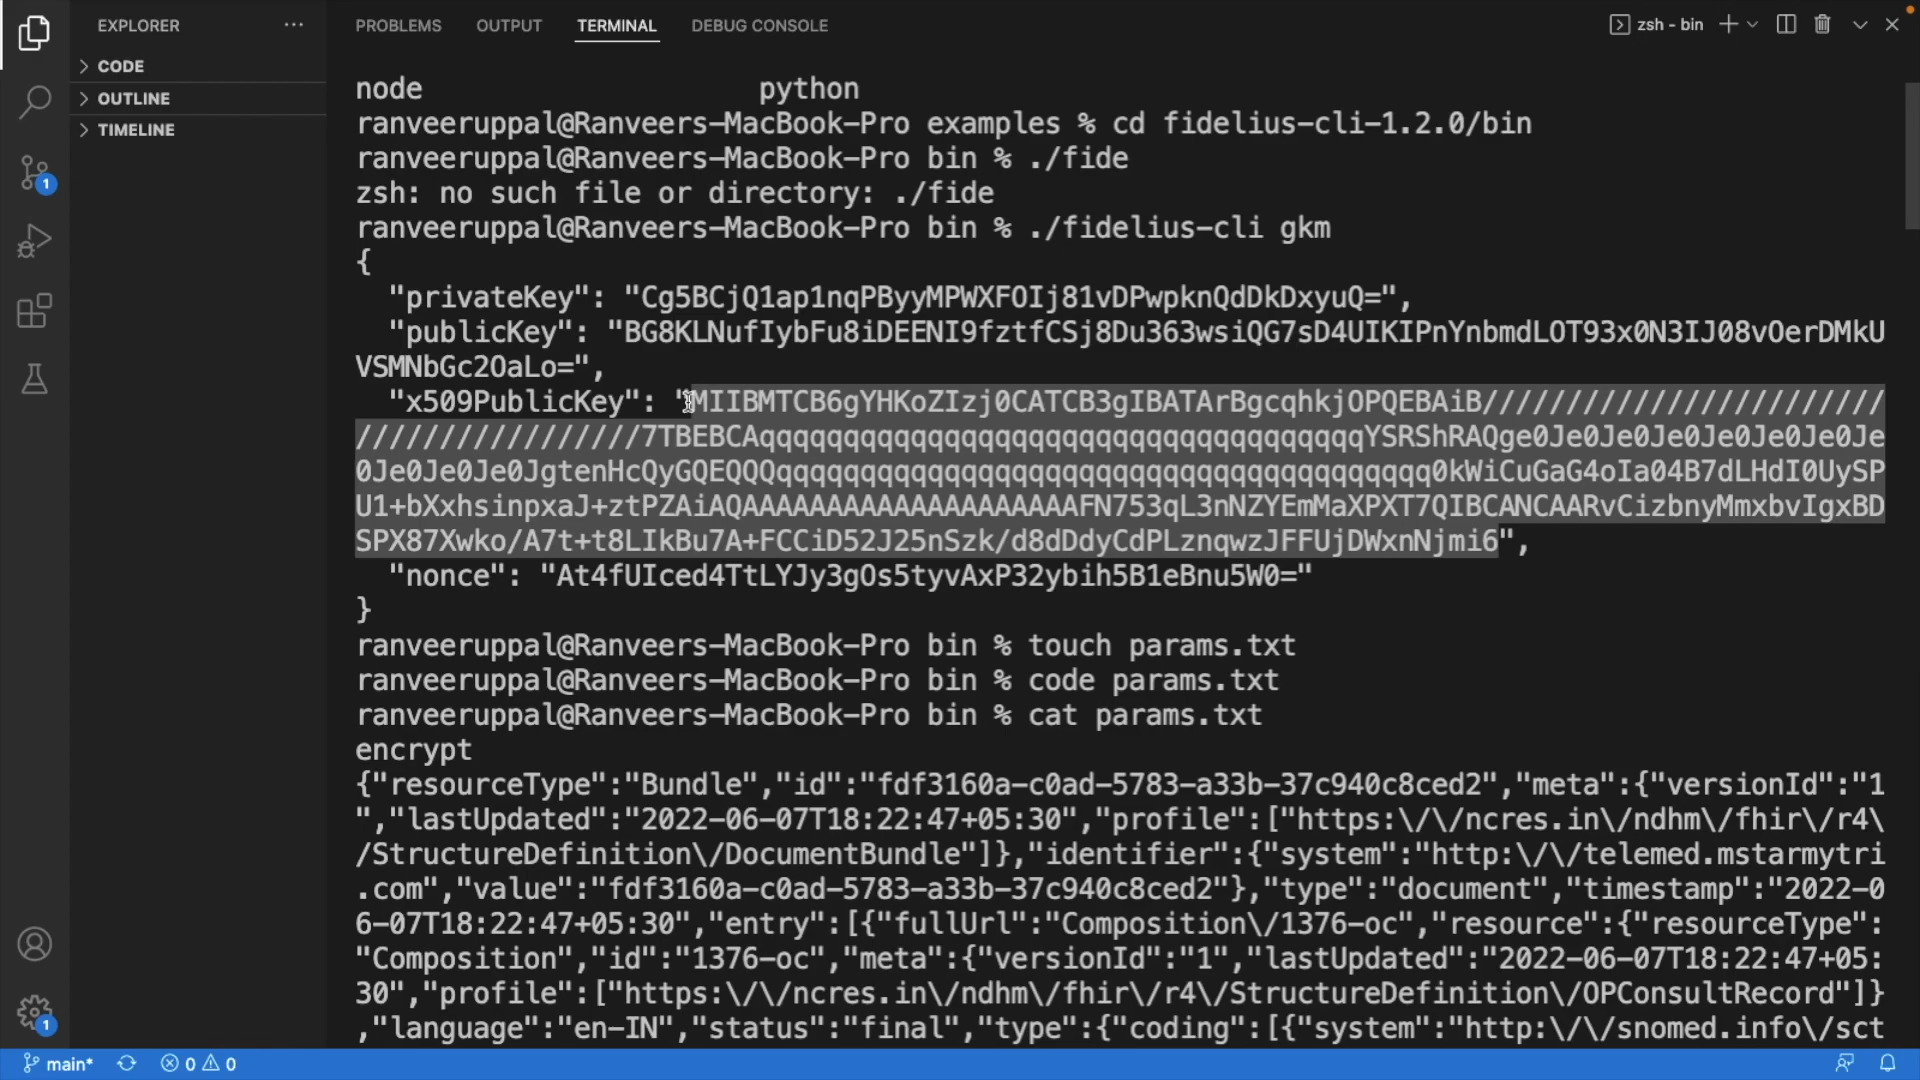 EXPLORER
CODE
OUTLINE
TIMELINE
PROBLEMS OUTPUT TERMINAL DEBUG CONSOLE
zsh - bin
node python
ranveeruppal@Ranveers-MacBook-Pro examples % cd fidelius-cli-1.2.0/bin
ranveeruppal@Ranveers-MacBook-Pro bin % ./fide
zsh: no such file or directory: ./fide
ranveeruppal@Ranveers-MacBook-Pro bin % ./fidelius-cli gkm
{
"privateKey": "Cg5BCjQ1ap1nqPByyMPWXFOIj81vDPwpknQdDkDxyuQ=",
"publicKey": "BG8KLNufIybFu8iDEENI9fztfCSj8Du363wsiQG7sD4UIKIPnYnbmdLOT93x0N3IJ08vOerDMkU
VSMNbGc2OaLo=",
"x509PublicKey": "MIIBMTCB6gYHKoZIzj0CATCB3gIBATArBgcqhkjOPQEBAiB////////////////////////
/////////////////7TBEBCAqqqqqqqqqqqqqqqqqqqqqqqqqqqqqqqqqqqqqYSRShRAQge0Je0Je0Je0Je0Je0Je0Je
0Je0Je0Je0JgtenHcQyGQEQQQqqqqqqqqqqqqqqqqqqqqqqqqqqqqqqqqqqqqqqq0kWiCuGaG4oIa04B7dLHdI0UySP
U1+bXxhsinpxaJ+ztPZAiAQAAAAAAAAAAAAAAAAAAAAFN753qL3nNZYEmMaXPXT7QIBCANCAARvCizbnyMmxbvIgxBD
SPX87Xwko/A7t+t8LIkBu7A+FCCiD52J25nSzk/d8dDdyCdPLznqwzJFFUjDWxnNjmi6",
"nonce": "At4fUIced4TtLYJy3gOs5tyvAxP32ybih5B1eBnu5W0="
}
ranveeruppal@Ranveers-MacBook-Pro bin % touch params.txt
ranveeruppal@Ranveers-MacBook-Pro bin % code params.txt
ranveeruppal@Ranveers-MacBook-Pro bin % cat params.txt
encrypt
{"resourceType":"Bundle","id":"fdf3160a-c0ad-5783-a33b-37c940c8ced2","meta":{"versionId":"1
","lastUpdated":"2022-06-07T18:22:47+05:30","profile":["https:\/\/ncres.in\/ndhm\/fhir\/r4\
/StructureDefinition\/DocumentBundle"]},"identifier":{"system":"http:\/\/telemed.mstarmytri
.com","value":"fdf3160a-c0ad-5783-a33b-37c940c8ced2"},"type":"document","timestamp":"2022-0
6-07T18:22:47+05:30","entry":[{"fullUrl":"Composition\/1376-oc","resource":{"resourceType":
"Composition","id":"1376-oc","meta":{"versionId":"1","lastUpdated":"2022-06-07T18:22:47+05:
30","profile":["https:\/\/ncres.in\/ndhm\/fhir\/r4\/StructureDefinition\/OPConsultRecord"]}
,"language":"en-IN","status":"final","type":{"coding":[{"system":"http:\/\/snomed.info\/sct
1
1
main* 0 0